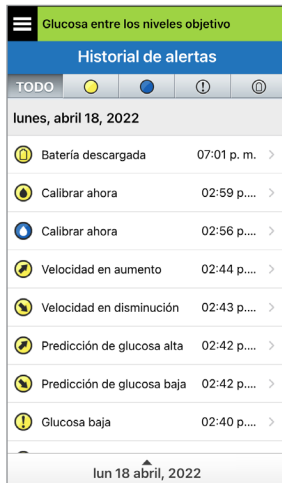 Glucosa entre los niveles objetivo
Historial de alertas
TODO
lunes, abril 18, 2022
Batería descargada 07:01 p. m.
Calibrar ahora 02:59 p....
Calibrar ahora 02:56 p....
Velocidad en aumento 02:44 p....
Velocidad en disminución 02:43 p....
Predicción de glucosa alta 02:42 p....
Predicción de glucosa baja 02:42 p....
Glucosa baja 02:40 p....
lun 18 abril, 2022